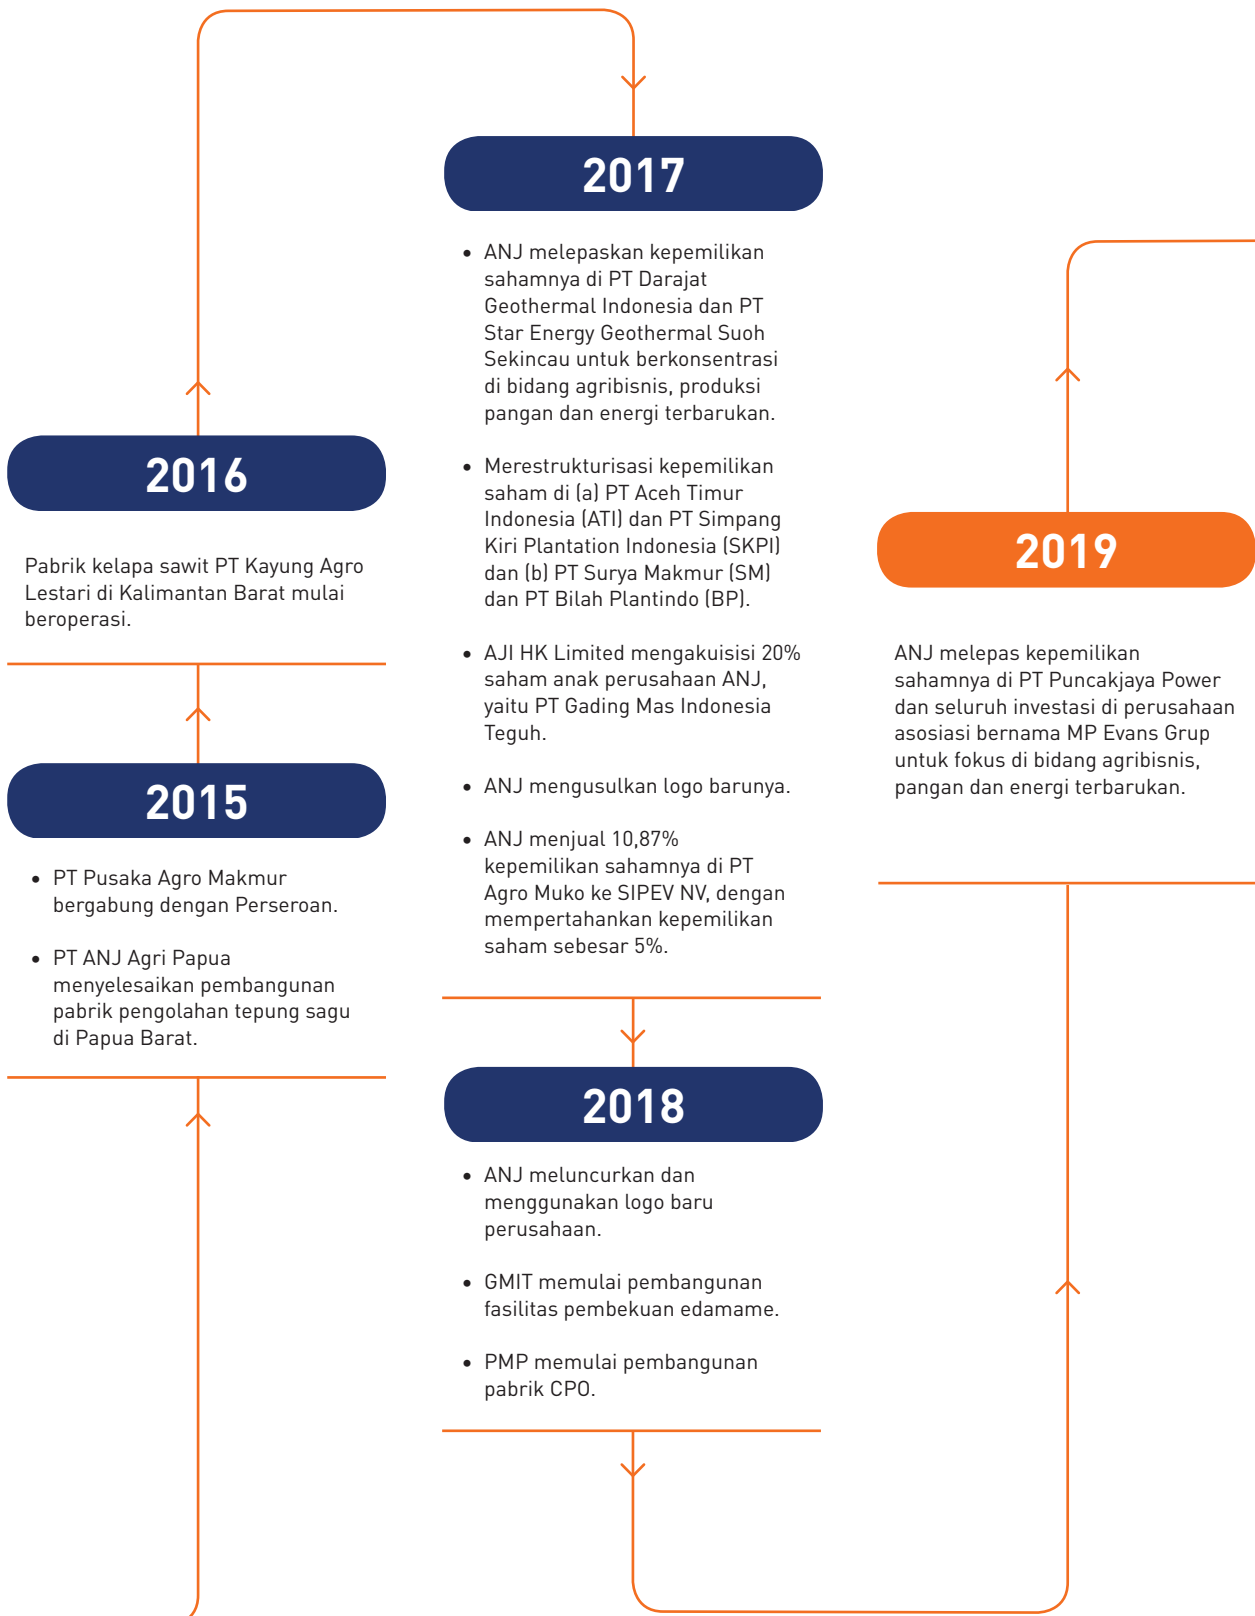 2015
• PT Pusaka Agro Makmur
bergabung dengan Perseroan.
• PT ANJ Agri Papua
menyelesaikan pembangunan
pabrik pengolahan tepung sagu
di Papua Barat.
2016
Pabrik kelapa sawit PT Kayung Agro
Lestari di Kalimantan Barat mulai
beroperasi.
2017
• ANJ melepaskan kepemilikan
sahamnya di PT Darajat
Geothermal Indonesia dan PT
Star Energy Geothermal Suoh
Sekincau untuk berkonsentrasi
di bidang agribisnis, produksi
pangan dan energi terbarukan.
• Merestrukturisasi kepemilikan
saham di (a) PT Aceh Timur
Indonesia (ATI) dan PT Simpang
Kiri Plantation Indonesia (SKPI)
dan (b) PT Surya Makmur (SM)
dan PT Bilah Plantindo (BP).
• AJI HK Limited mengakuisisi 20%
saham anak perusahaan ANJ,
yaitu PT Gading Mas Indonesia
Teguh.
• ANJ mengusulkan logo barunya.
• ANJ menjual 10,87%
kepemilikan sahamnya di PT
Agro Muko ke SIPEV NV, dengan
mempertahankan kepemilikan
saham sebesar 5%.
2018
• ANJ meluncurkan dan
menggunakan logo baru
perusahaan.
• GMIT memulai pembangunan
fasilitas pembekuan edamame.
• PMP memulai pembangunan
pabrik CPO.
2019
ANJ melepas kepemilikan
sahamnya di PT Puncakjaya Power
dan seluruh investasi di perusahaan
asosiasi bernama MP Evans Grup
untuk fokus di bidang agribisnis,
pangan dan energi terbarukan.